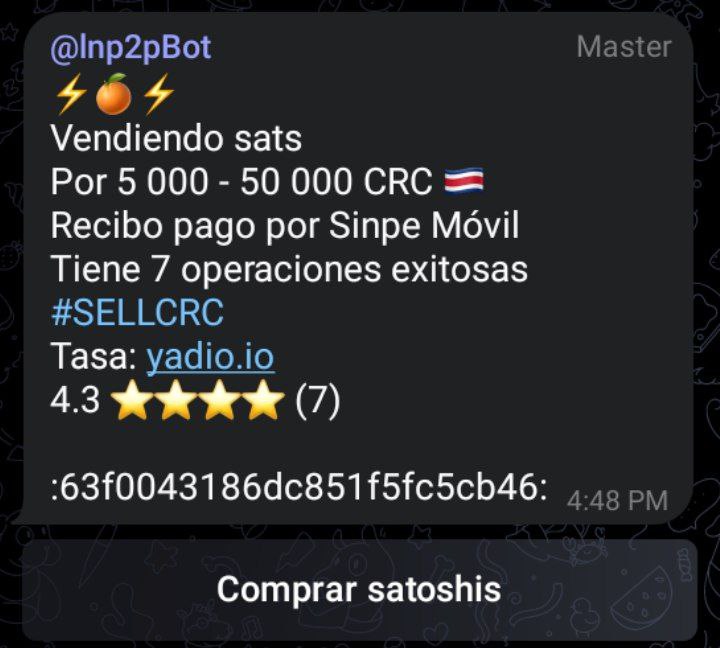 @lnp2pBot Master
⚡🍊⚡
Vendiendo sats
Por 5 000 - 50 000 CRC 🇨🇷
Recibo pago por Sinpe Móvil
Tiene 7 operaciones exitosas
#SELLCRC
Tasa: yadio.io
4.3 ⭐⭐⭐⭐ (7)
:63f0043186dc851f5fc5cb46:
4:48 PM
Comprar satoshis